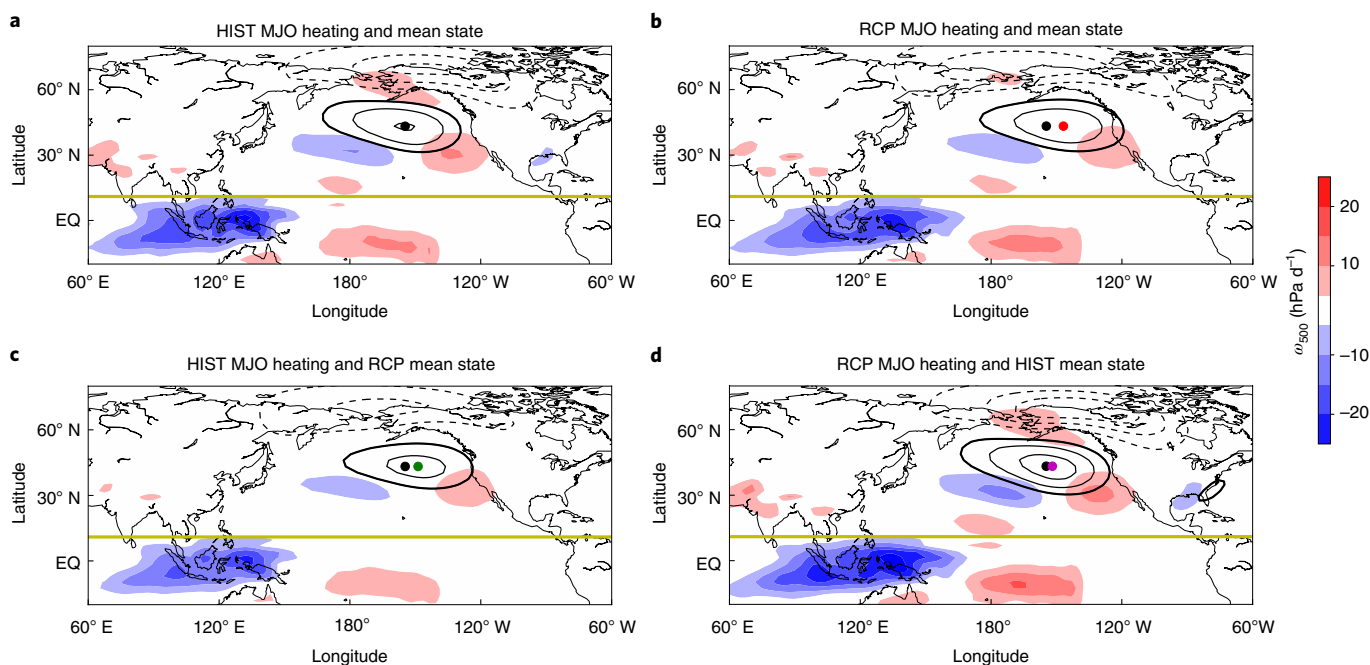 a
HIST MJO heating and mean state
Latitude
60° N
30° N
EQ
60° E
120° E
180°
120° W
60° W
Longitude
b
RCP MJO heating and mean state
Latitude
60° N
30° N
EQ
60° E
120° E
180°
120° W
60° W
Longitude
c
HIST MJO heating and RCP mean state
Latitude
60° N
30° N
EQ
60° E
120° E
180°
120° W
60° W
Longitude
d
RCP MJO heating and HIST mean state
Latitude
60° N
30° N
EQ
60° E
120° E
180°
120° W
60° W
Longitude
ω500 (hPa d−1)
20
10
−10
−20